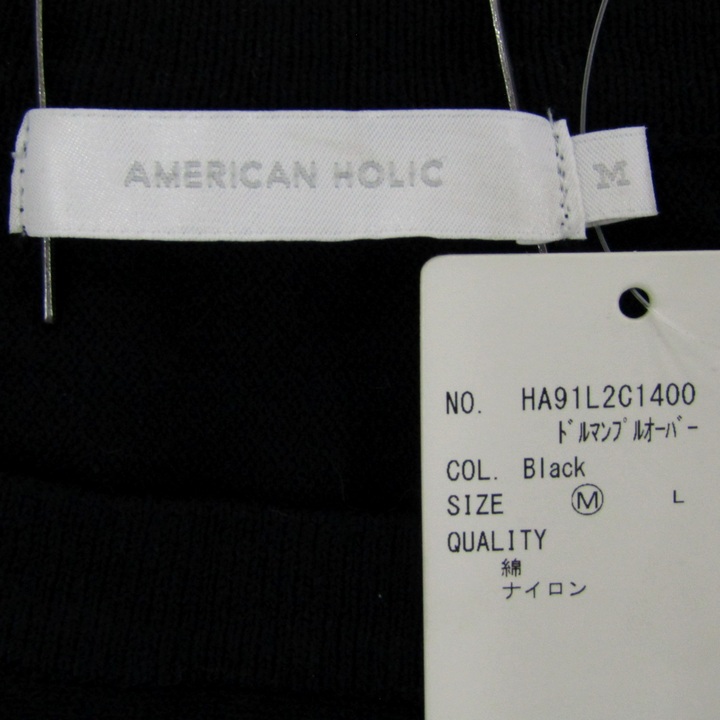 AMERICAN HOLIC
M
NO. HA91L2C1400
ﾄﾞﾙﾏﾝﾌﾟﾙｵｰﾊﾞｰ
COL. Black
SIZE Ⓜ L
QUALITY
綿
ナイロン